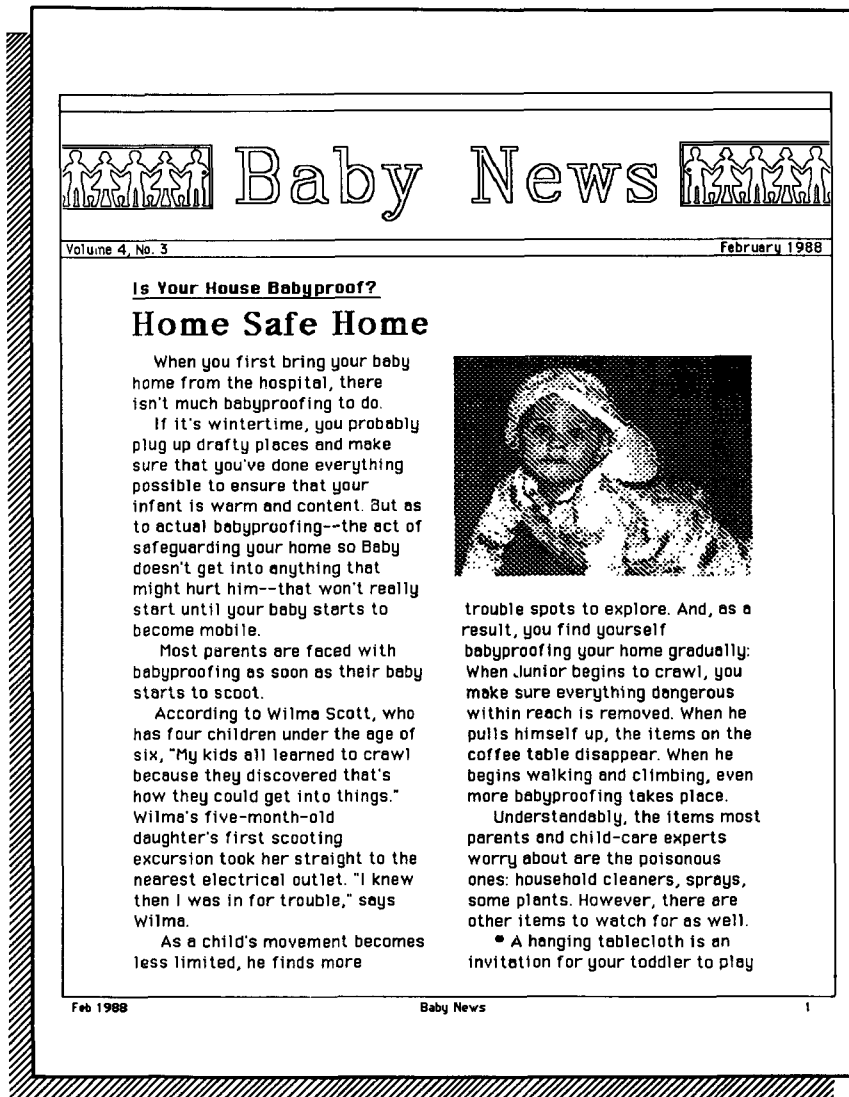 Baby News
Volume 4, No. 3
February 1988
Is Your House Babyproof?
Home Safe Home
When you first bring your baby
home from the hospital, there
isn't much babyproofing to do.
If it's wintertime, you probably
plug up drafty places and make
sure that you've done everything
possible to ensure that your
infant is warm and content. But as
to actual babyproofing--the act of
safeguarding your home so Baby
doesn't get into anything that
might hurt him--that won't really
start until your baby starts to
become mobile.
Most parents are faced with
babyproofing as soon as their baby
starts to scoot.
According to Wilma Scott, who
has four children under the age of
six, "My kids all learned to crawl
because they discovered that's
how they could get into things."
Wilma's five-month-old
daughter's first scooting
excursion took her straight to the
nearest electrical outlet. "I knew
then I was in for trouble," says
Wilma.
As a child's movement becomes
less limited, he finds more
trouble spots to explore. And, as a
result, you find yourself
babyproofing your home gradually:
When Junior begins to crawl, you
make sure everything dangerous
within reach is removed. When he
pulls himself up, the items on the
coffee table disappear. When he
begins walking and climbing, even
more babyproofing takes place.
Understandably, the items most
parents and child-care experts
worry about are the poisonous
ones: household cleaners, sprays,
some plants. However, there are
other items to watch for as well.
• A hanging tablecloth is an
invitation for your toddler to play
Feb 1988
Baby News
1